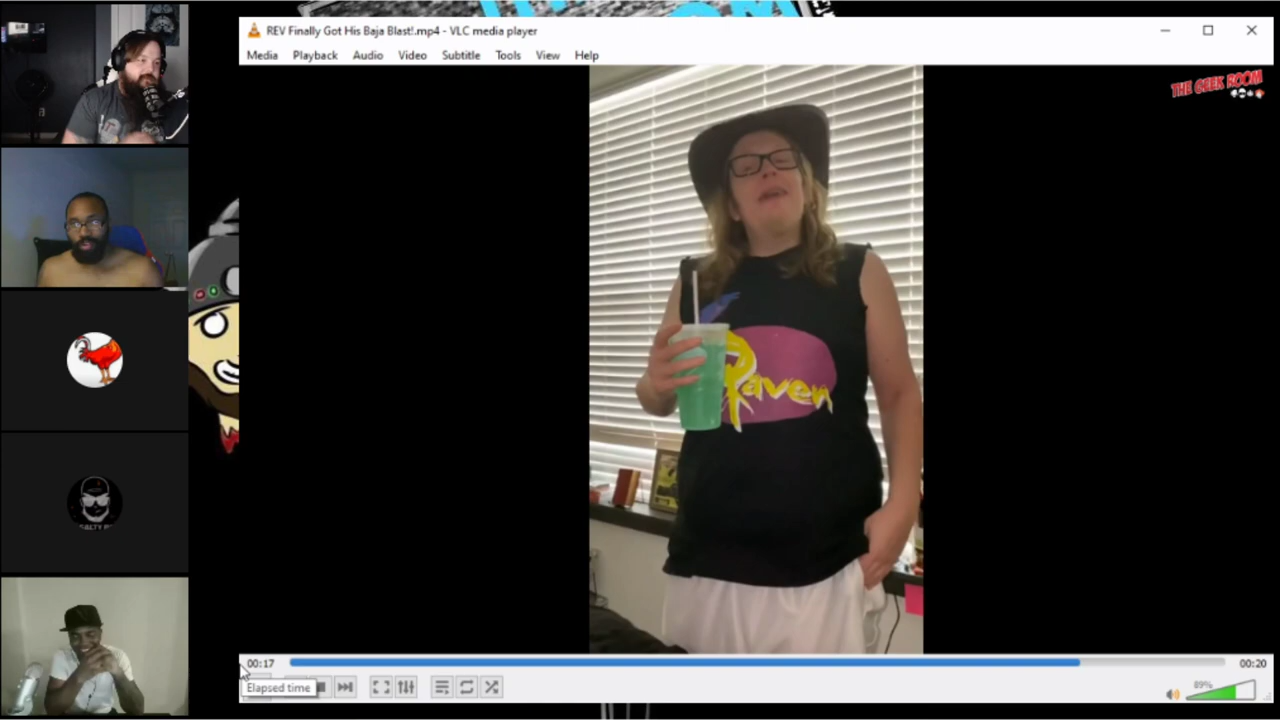 REV Finally Got His Baja Blast!.mp4 - VLC media player
Media Playback Audio Video Subtitle Tools View Help
THE GEEK ROOM
Raven
00:17
00:20
Elapsed time
89%